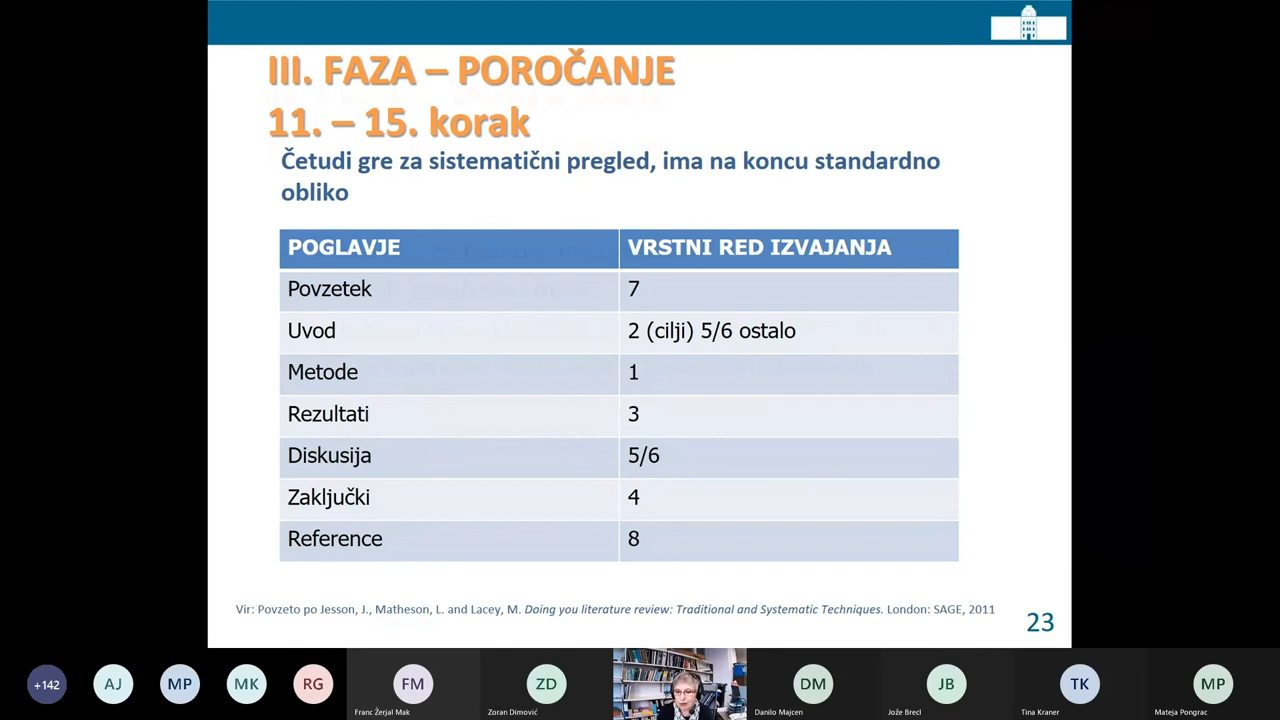 III. FAZA – POROČANJE
11. – 15. korak
Četudi gre za sistematični pregled, ima na koncu standardno
obliko
POGLAVJE VRSTNI RED IZVAJANJA
Povzetek 7
Uvod 2 (cilji) 5/6 ostalo
Metode 1
Rezultati 3
Diskusija 5/6
Zaključki 4
Reference 8
Vir: Povzeto po Jesson, J., Matheson, L. and Lacey, M. Doing you literature review: Traditional and Systematic Techniques. London: SAGE, 2011
23
+142 AJ MP MK RG FM ZD DM JB TK MP
Franc Žerjal Mak Zoran Dimović Danilo Majcen Jože Brecl Tina Kraner Mateja Pongrac